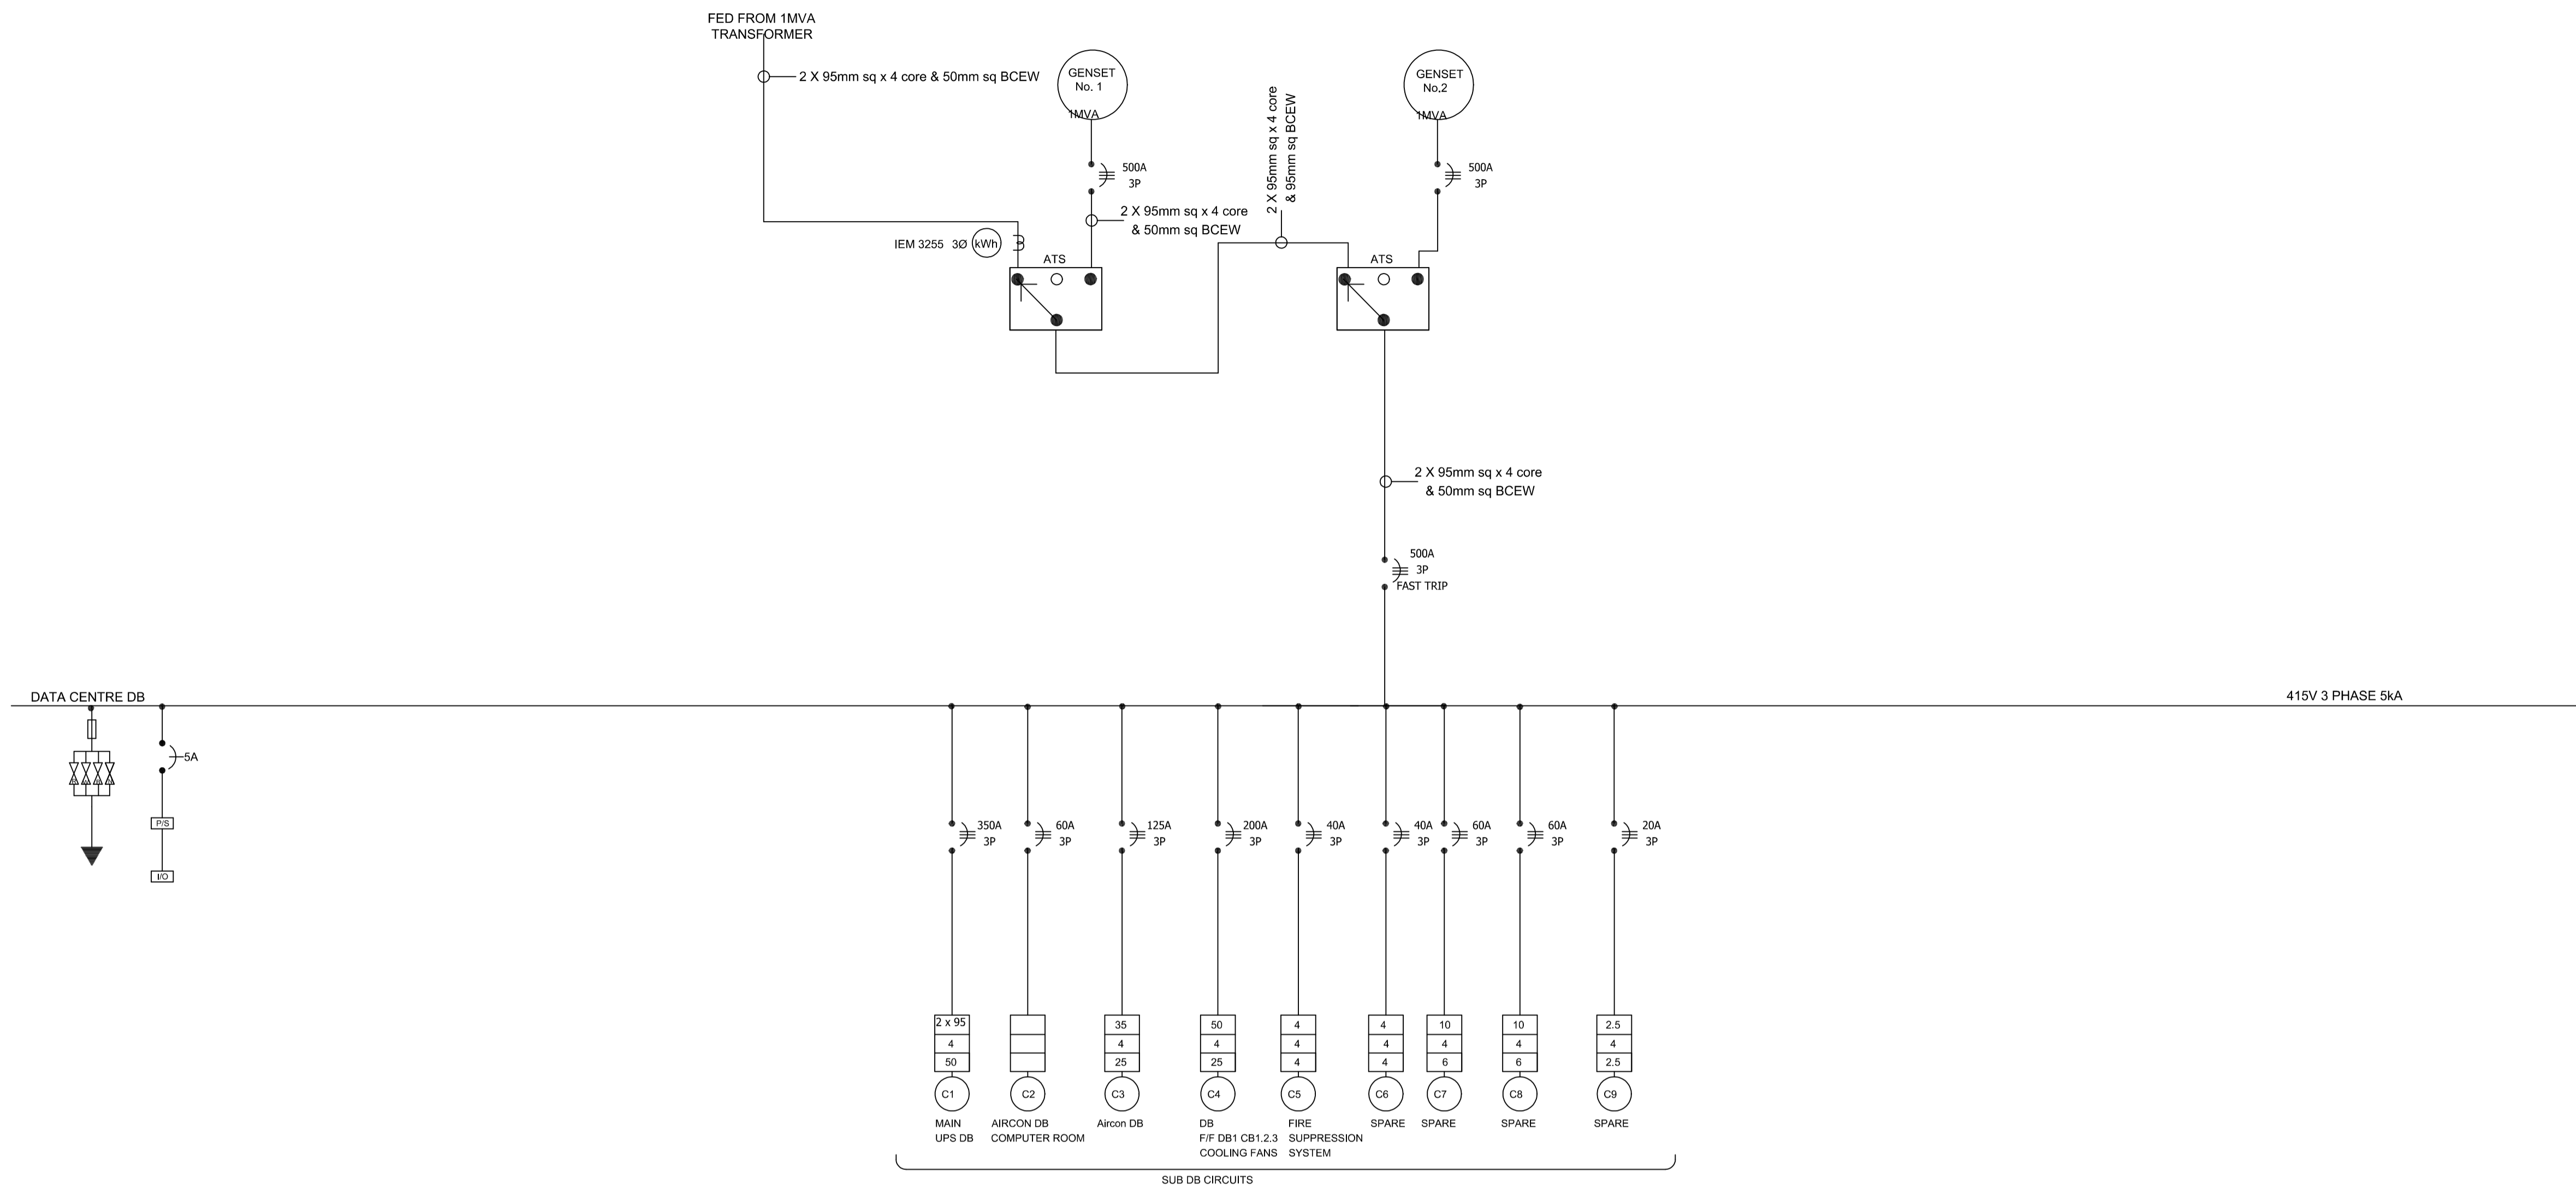 FED FROM 1MVA
TRANSFORMER
2 X 95mm sq x 4 core & 50mm sq BCEW
GENSET
No. 1
1MVA
500A
3P
2 X 95mm sq x 4 core
& 50mm sq BCEW
2 X 95mm sq x 4 core
& 95mm sq BCEW
GENSET
No.2
1MVA
500A
3P
IEM 3255 3Ø kWh
ATS
ATS
2 X 95mm sq x 4 core
& 50mm sq BCEW
500A
3P
FAST TRIP
DATA CENTRE DB
415V 3 PHASE 5kA
5A
P/S
I/O
350A
3P
60A
3P
125A
3P
200A
3P
40A
3P
40A
3P
60A
3P
60A
3P
20A
3P
2 x 95
4
50
C1
MAIN
UPS DB
C2
AIRCON DB
COMPUTER ROOM
35
4
25
C3
Aircon DB
50
4
25
C4
DB
F/F DB1 CB1.2.3
COOLING FANS
4
4
4
C5
FIRE
SUPPRESSION
SYSTEM
4
4
4
C6
SPARE
10
4
6
C7
SPARE
10
4
6
C8
SPARE
2.5
4
2.5
C9
SPARE
SUB DB CIRCUITS